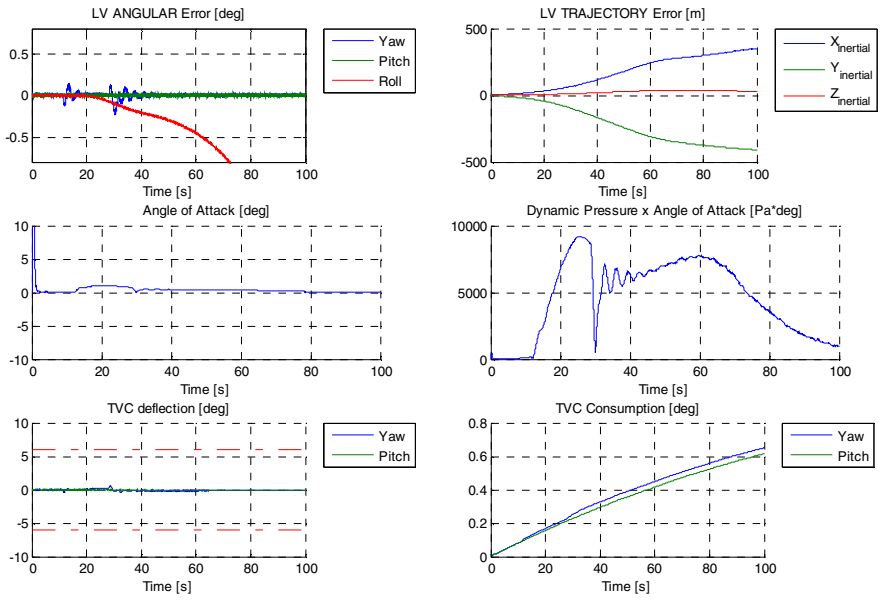 LV ANGULAR Error [deg]
0.5
0
-0.5
0 20 40 60 80 100
Time [s]
Yaw
Pitch
Roll
LV TRAJECTORY Error [m]
500
0
-500
0 20 40 60 80 100
Time [s]
X inertial
Y inertial
Z inertial
Angle of Attack [deg]
10
5
0
-5
-10
0 20 40 60 80 100
Time [s]
Dynamic Pressure x Angle of Attack [Pa*deg]
10000
5000
0
0 20 40 60 80 100
Time [s]
TVC deflection [deg]
10
5
0
-5
-10
0 20 40 60 80 100
Time [s]
Yaw
Pitch
TVC Consumption [deg]
0.8
0.6
0.4
0.2
0
0 20 40 60 80 100
Time [s]
Yaw
Pitch